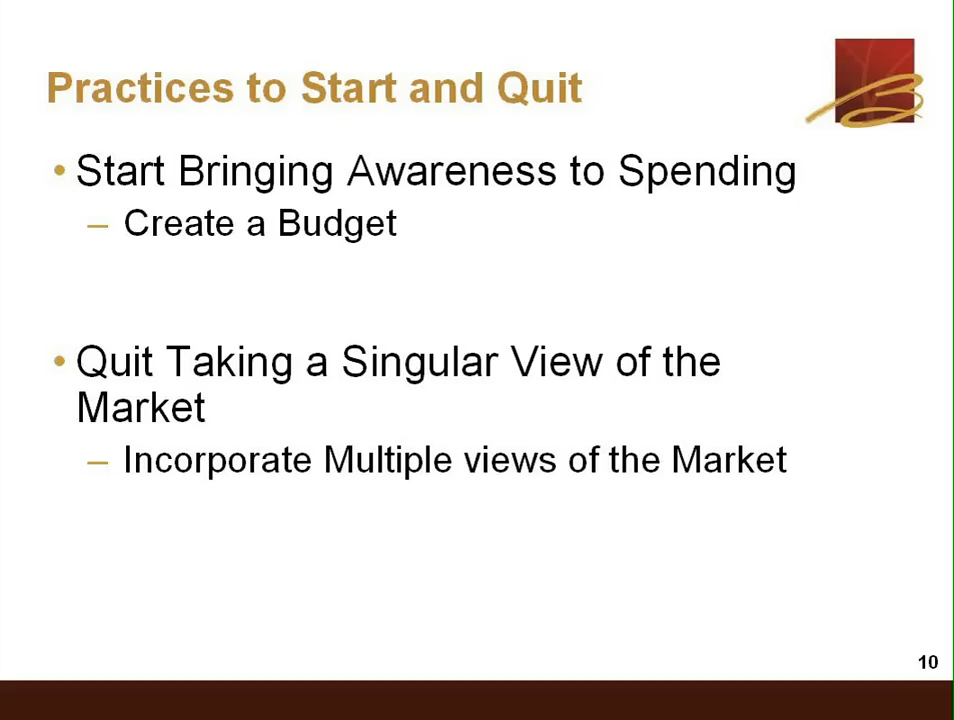 Practices to Start and Quit
• Start Bringing Awareness to Spending
– Create a Budget
• Quit Taking a Singular View of the
Market
– Incorporate Multiple views of the Market
10